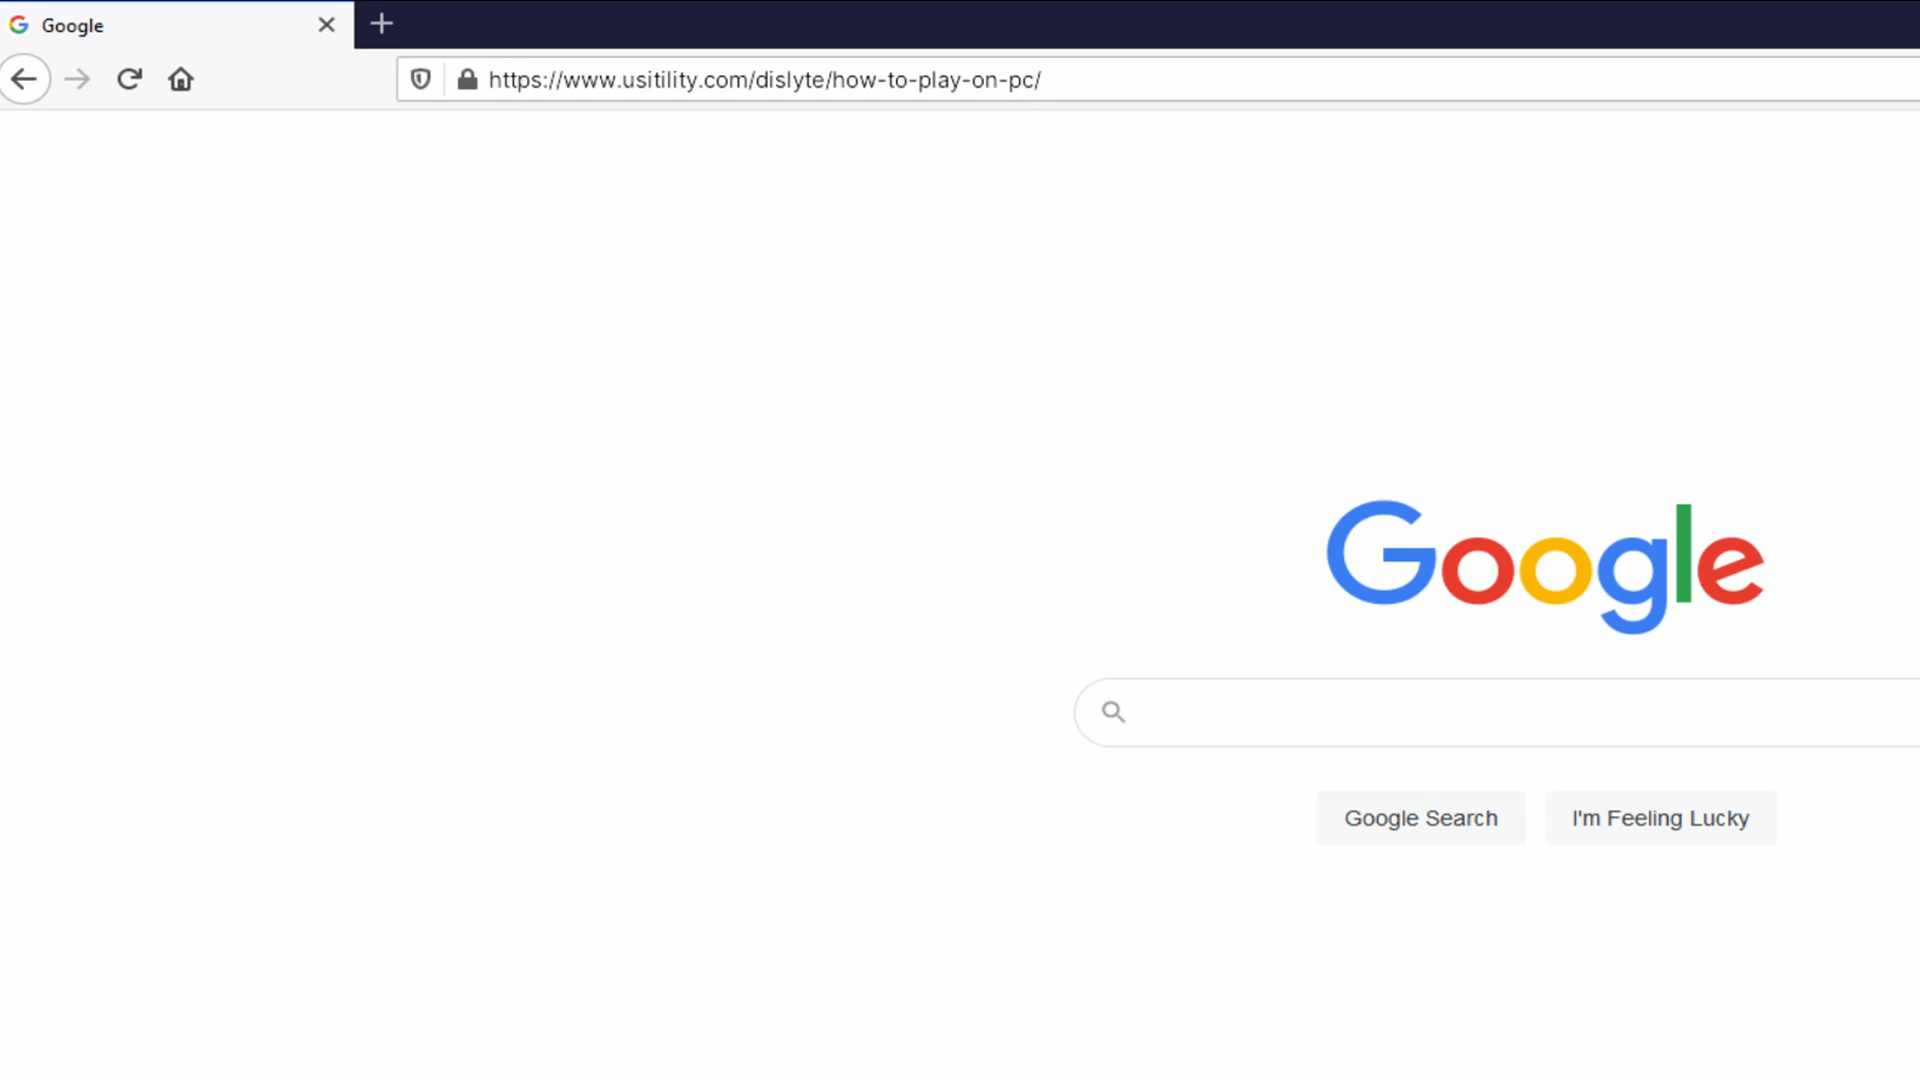 Google
https://www.usitility.com/dislyte/how-to-play-on-pc/
Google
Google Search
I'm Feeling Lucky